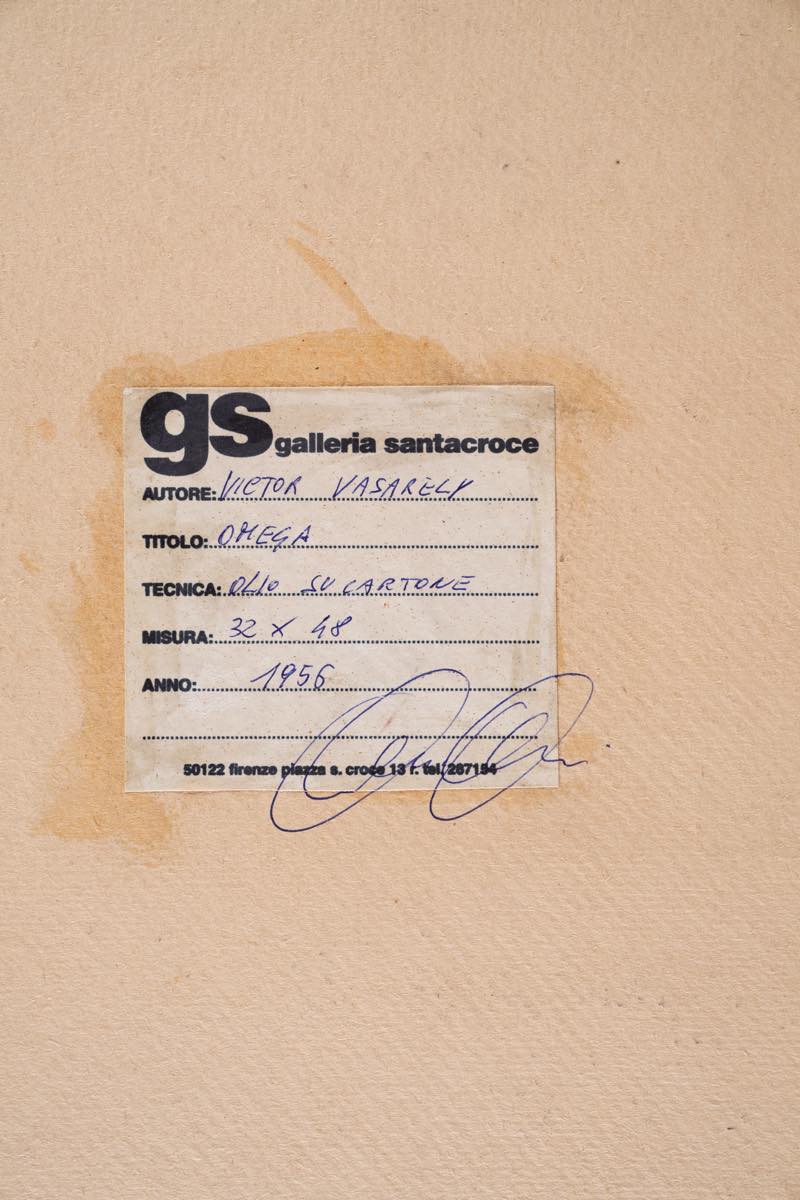 gs galleria santacroce
AUTORE: VICTOR VASARELY
TITOLO: OMEGA
TECNICA: OLIO SU CARTONE
MISURA: 32 X 48
ANNO: 1956
50122 firenze piazza s. croce 13 r. tel. 267194